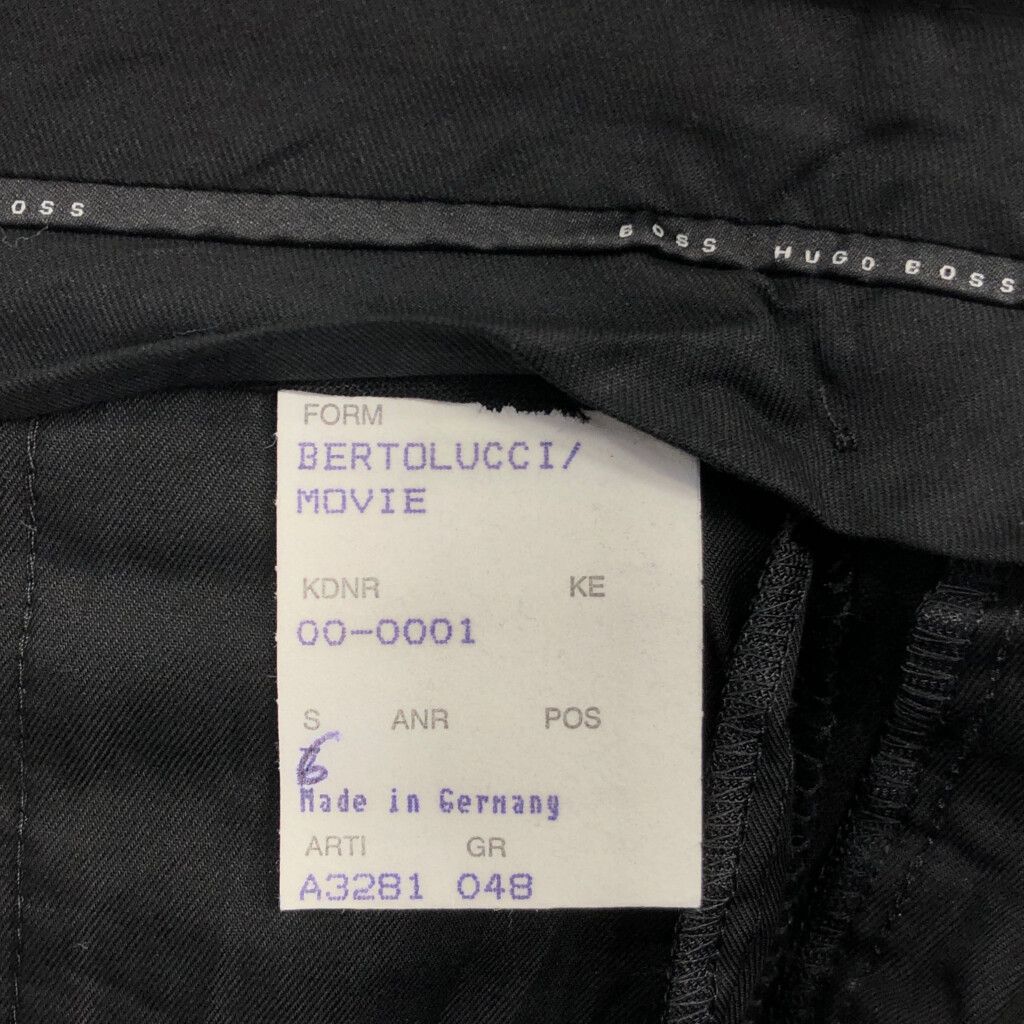 OSS
BOSS HUGO BOSS
FORM
BERTOLUCCI/
MOVIE
KDNR KE
00-0001
S ANR POS
6
Made in Germany
ARTI GR
A3281 048